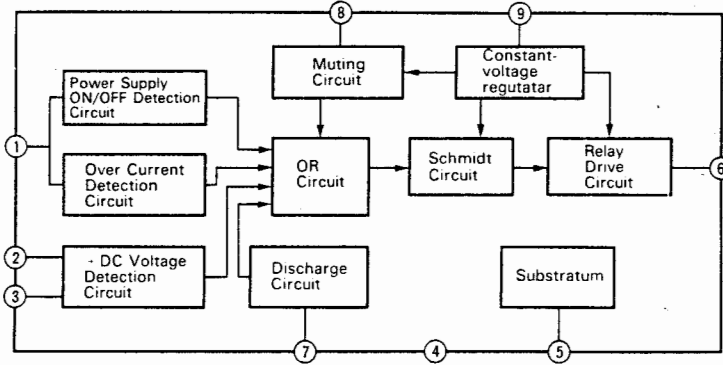 8
9
Muting
Circuit
Constant-
voltage
regutatar
Power Supply
ON/OFF Detection
Circuit
1
Over Current
Detection
Circuit
OR
Circuit
Schmidt
Circuit
Relay
Drive
Circuit
6
2
3
DC Voltage
Detection
Circuit
Discharge
Circuit
Substratum
7
4
5